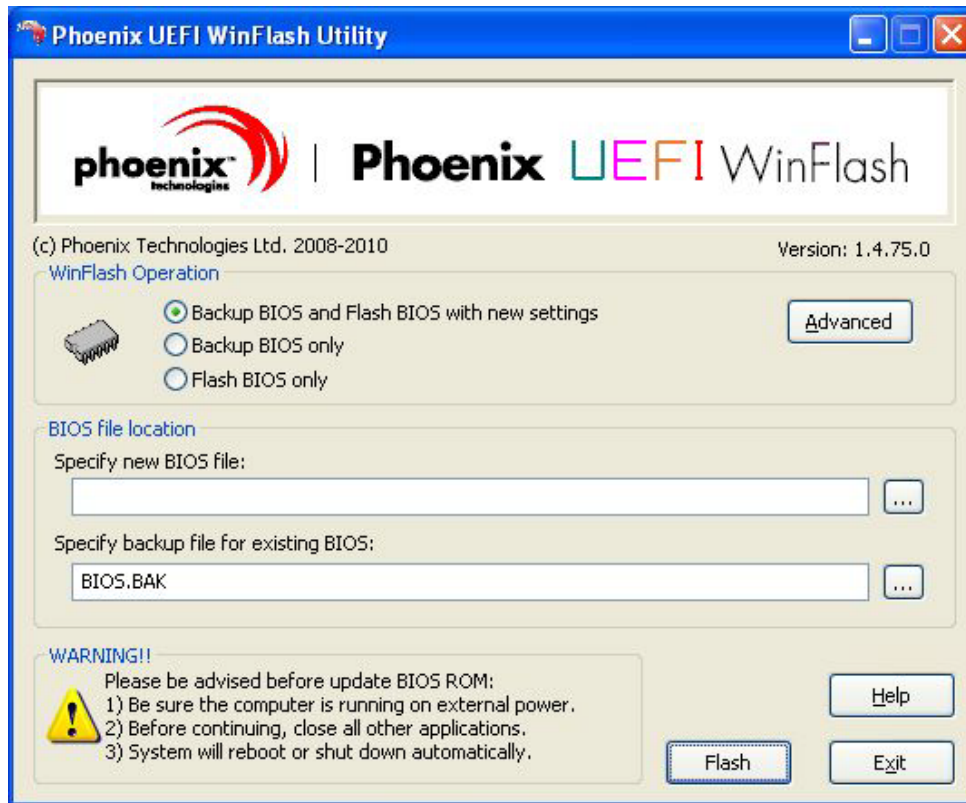 Phoenix UEFI WinFlash Utility
phoenix™
technologies
Phoenix UEFI WinFlash
(c) Phoenix Technologies Ltd. 2008-2010
Version: 1.4.75.0
WinFlash Operation
Backup BIOS and Flash BIOS with new settings
Advanced
Backup BIOS only
Flash BIOS only
BIOS file location
Specify new BIOS file:
...
Specify backup file for existing BIOS:
BIOS.BAK
...
WARNING!!
Please be advised before update BIOS ROM:
1) Be sure the computer is running on external power.
2) Before continuing, close all other applications.
3) System will reboot or shut down automatically.
Help
Flash
Exit